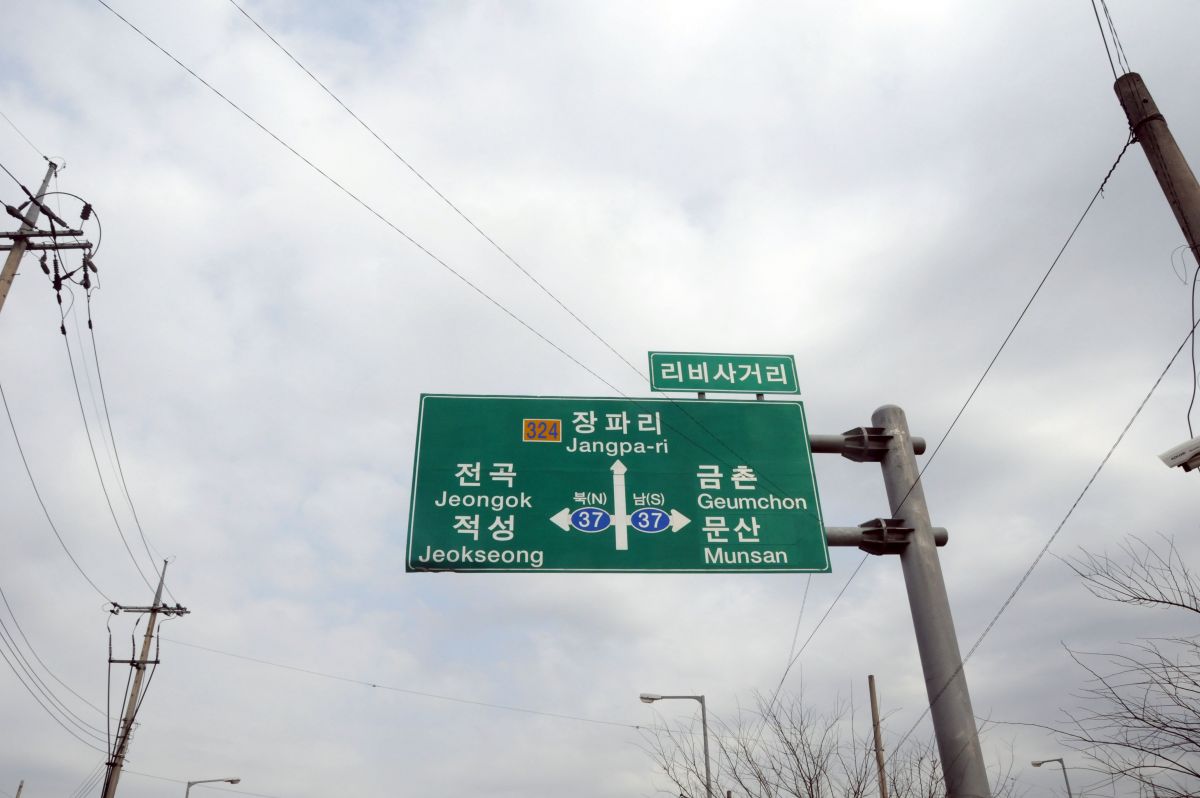 리비사거리
324 장파리
Jangpa-ri
전곡
Jeongok
적성
Jeokseong
북(N) 남(S)
37 37
금촌
Geumchon
문산
Munsan